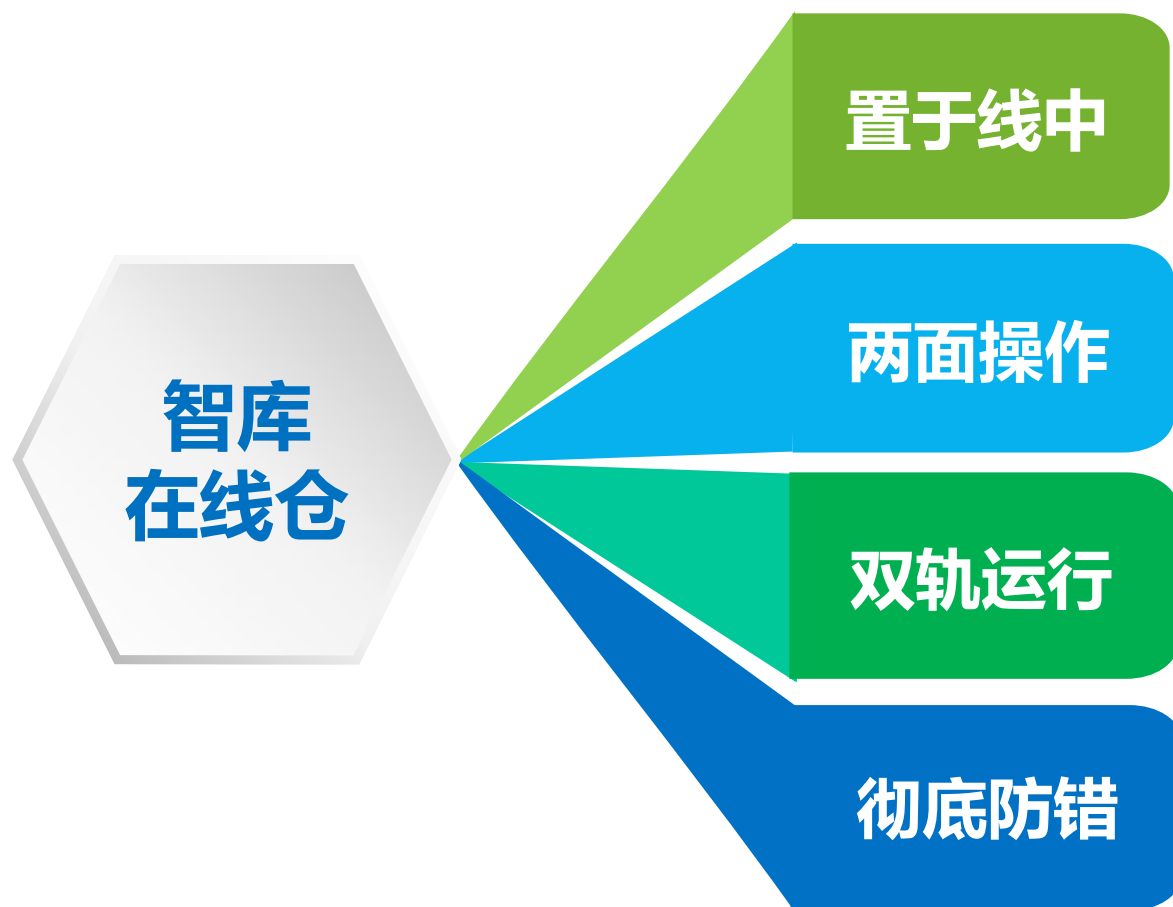 智库
在线仓
置于线中
两面操作
双轨运行
彻底防错